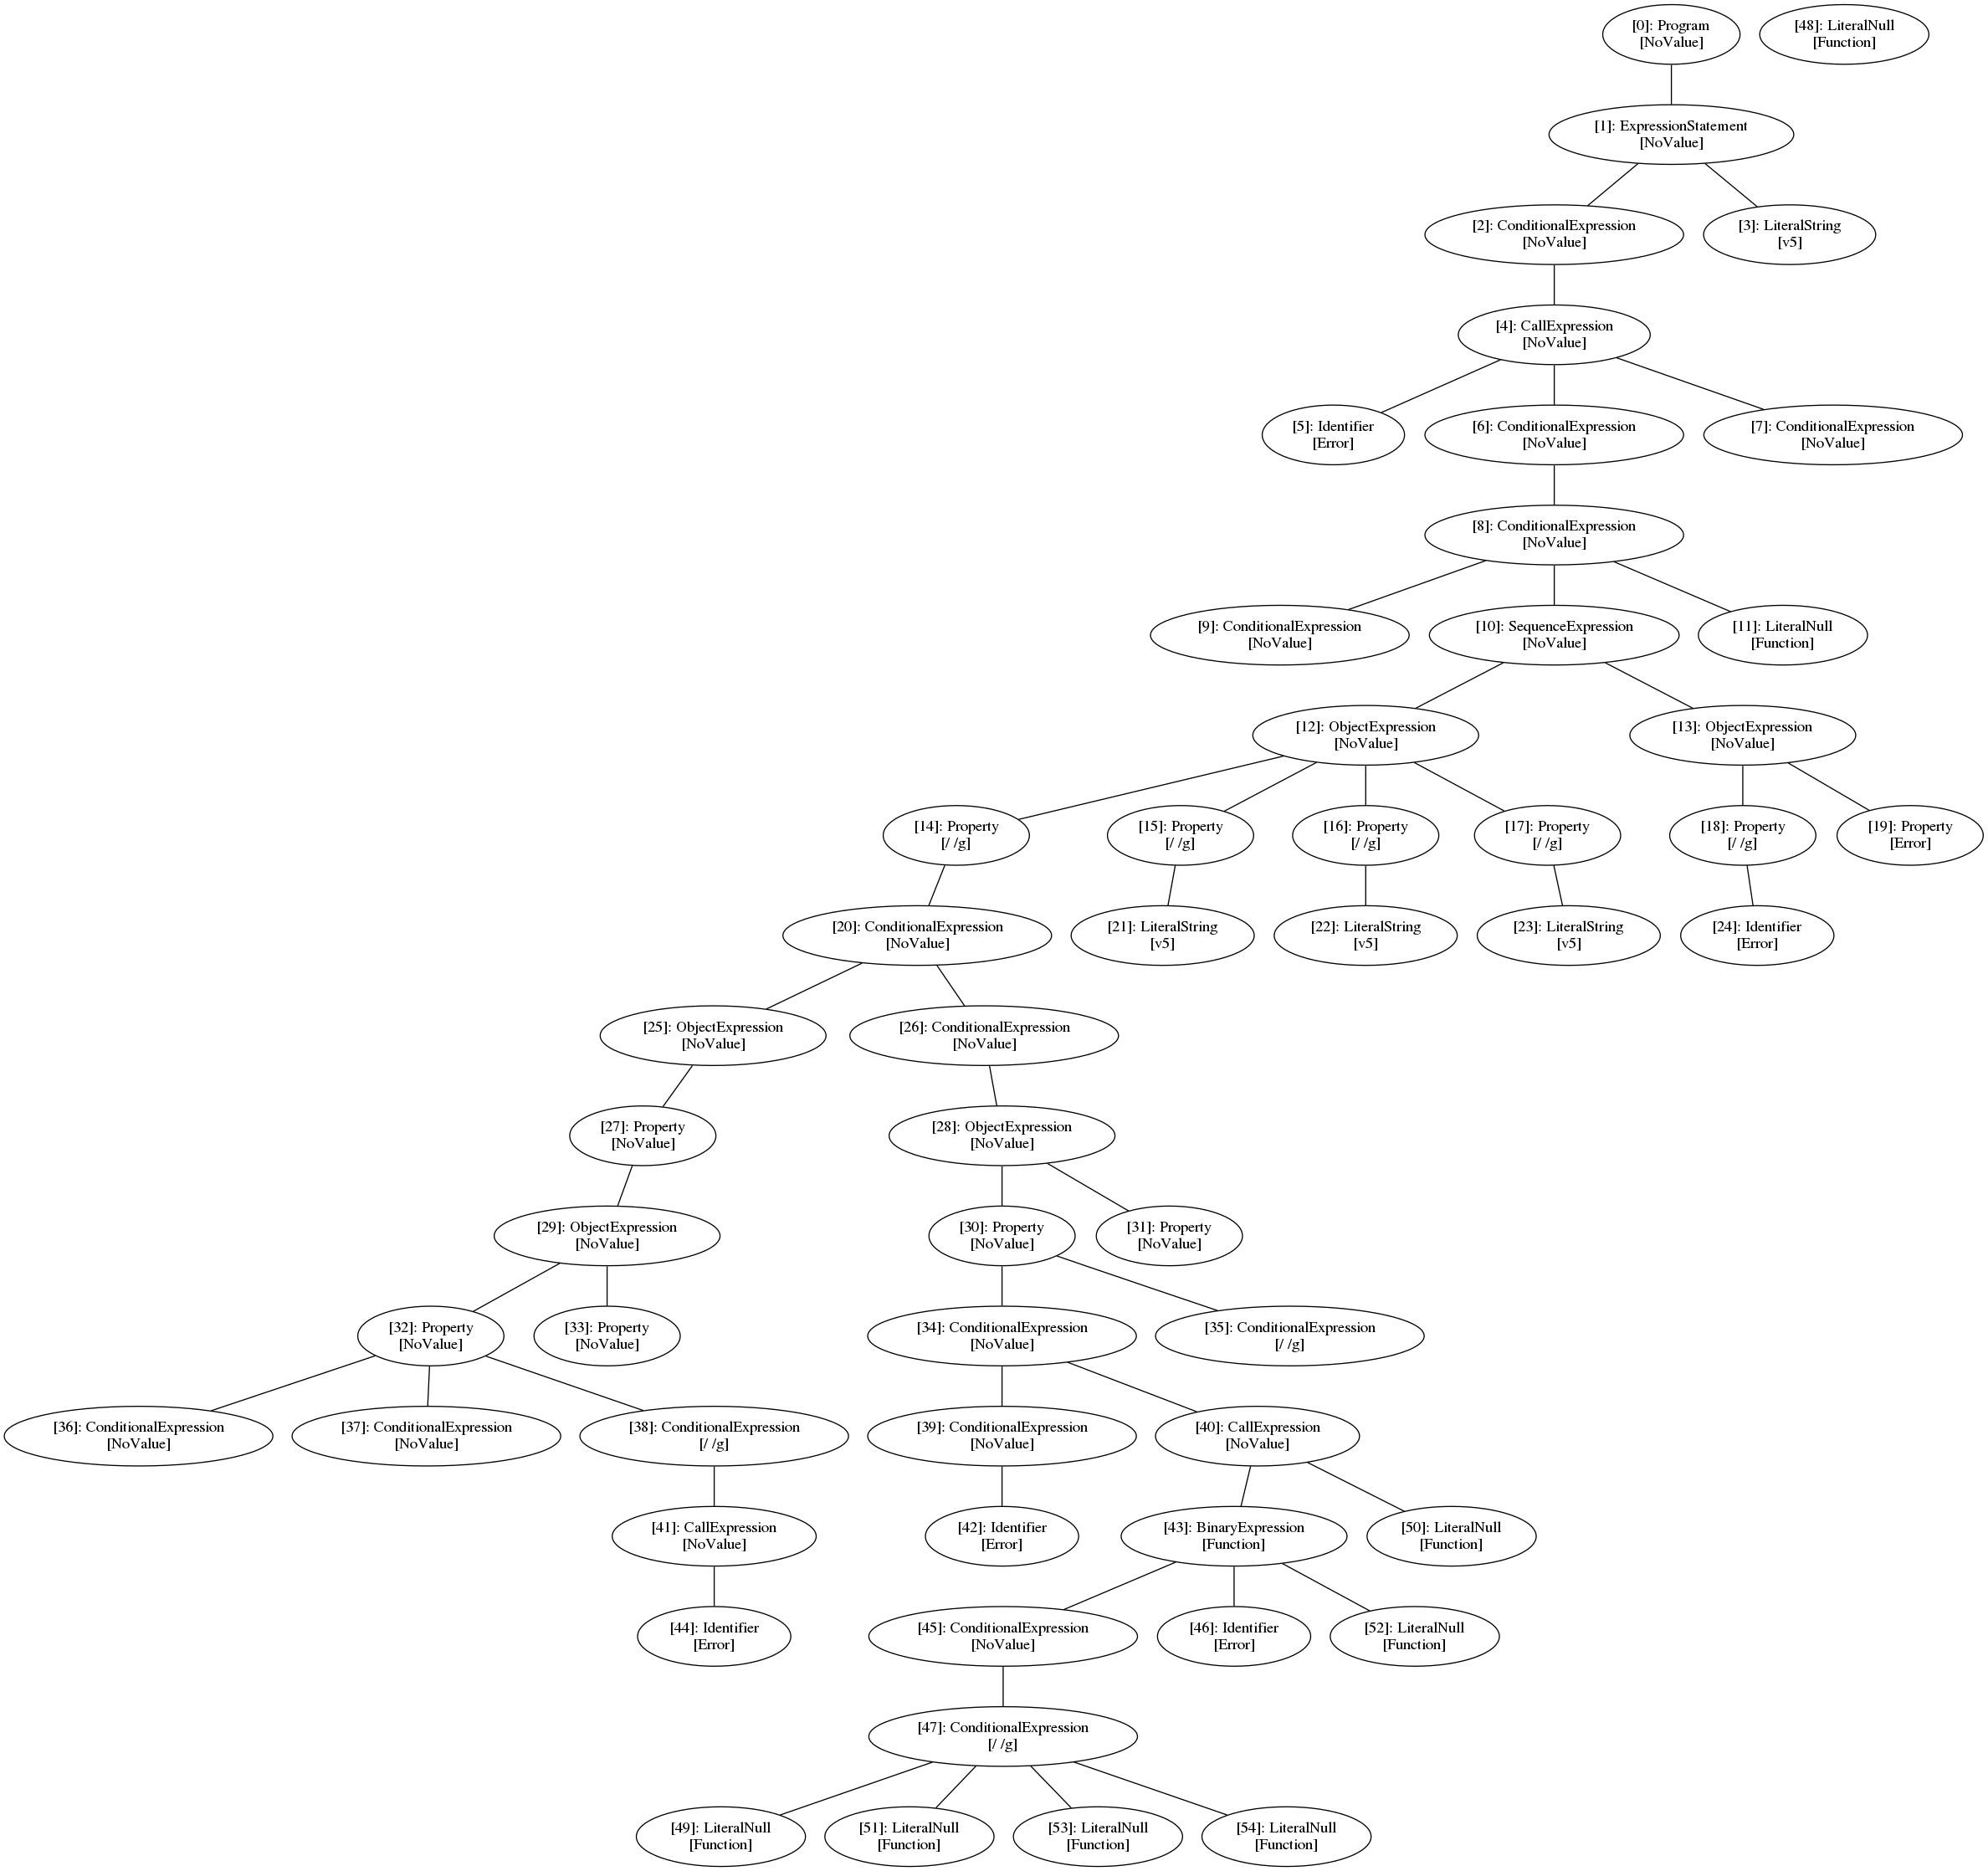 [0]: Program
[NoValue]
[48]: LiteralNull
[Function]
[1]: ExpressionStatement
[NoValue]
[2]: ConditionalExpression
[NoValue]
[3]: LiteralString
[v5]
[4]: CallExpression
[NoValue]
[5]: Identifier
[Error]
[6]: ConditionalExpression
[NoValue]
[7]: ConditionalExpression
[NoValue]
[8]: ConditionalExpression
[NoValue]
[9]: ConditionalExpression
[NoValue]
[10]: SequenceExpression
[NoValue]
[11]: LiteralNull
[Function]
[12]: ObjectExpression
[NoValue]
[13]: ObjectExpression
[NoValue]
[14]: Property
[/ /g]
[15]: Property
[/ /g]
[16]: Property
[/ /g]
[17]: Property
[/ /g]
[18]: Property
[/ /g]
[19]: Property
[Error]
[20]: ConditionalExpression
[NoValue]
[21]: LiteralString
[v5]
[22]: LiteralString
[v5]
[23]: LiteralString
[v5]
[24]: Identifier
[Error]
[25]: ObjectExpression
[NoValue]
[26]: ConditionalExpression
[NoValue]
[27]: Property
[NoValue]
[28]: ObjectExpression
[NoValue]
[29]: ObjectExpression
[NoValue]
[30]: Property
[NoValue]
[31]: Property
[NoValue]
[32]: Property
[NoValue]
[33]: Property
[NoValue]
[34]: ConditionalExpression
[NoValue]
[35]: ConditionalExpression
[/ /g]
[36]: ConditionalExpression
[NoValue]
[37]: ConditionalExpression
[NoValue]
[38]: ConditionalExpression
[/ /g]
[39]: ConditionalExpression
[NoValue]
[40]: CallExpression
[NoValue]
[41]: CallExpression
[NoValue]
[42]: Identifier
[Error]
[43]: BinaryExpression
[Function]
[50]: LiteralNull
[Function]
[44]: Identifier
[Error]
[45]: ConditionalExpression
[NoValue]
[46]: Identifier
[Error]
[52]: LiteralNull
[Function]
[47]: ConditionalExpression
[/ /g]
[49]: LiteralNull
[Function]
[51]: LiteralNull
[Function]
[53]: LiteralNull
[Function]
[54]: LiteralNull
[Function]